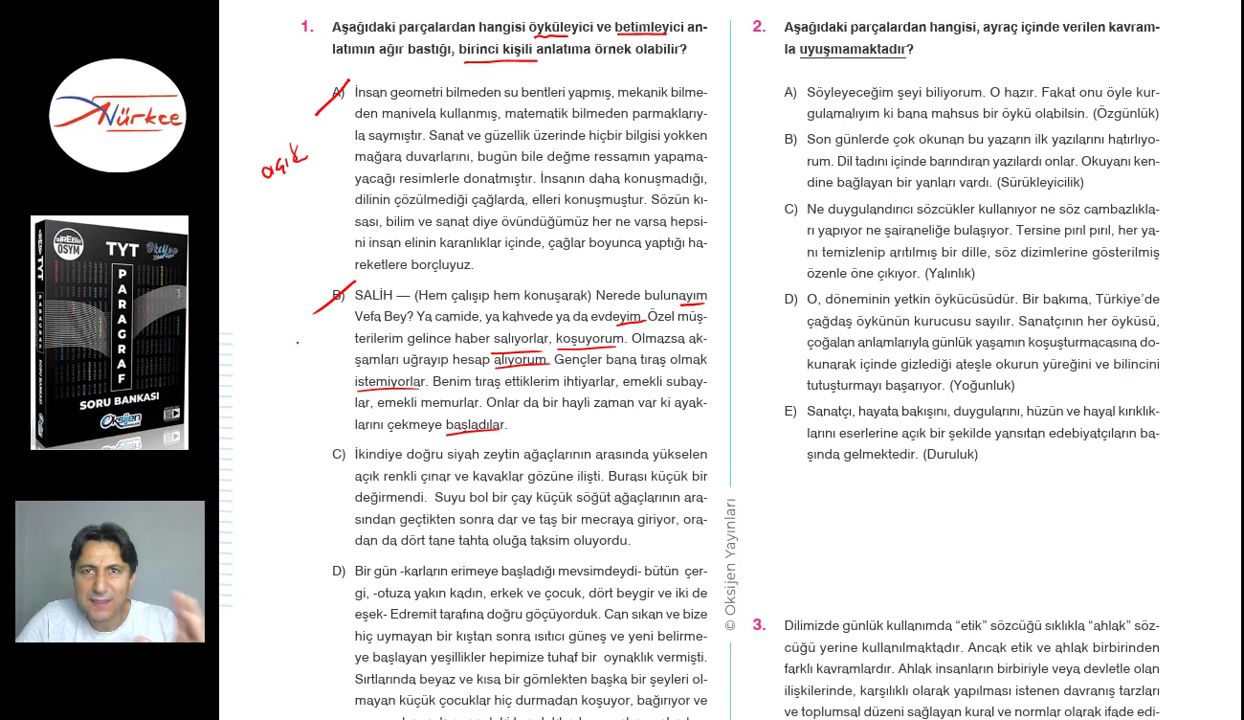 Nürkce
BİREBİR
ÖSYM
TYT
PARAGRAF
SORU BANKASI
Oksijen
açık
1. Aşağıdaki parçalardan hangisi öyküleyici ve betimleyici an-
latımın ağır bastığı, birinci kişili anlatıma örnek olabilir?
A) İnsan geometri bilmeden su bentleri yapmış, mekanik bilme-
den manivela kullanmış, matematik bilmeden parmaklarıy-
la saymıştır. Sanat ve güzellik üzerinde hiçbir bilgisi yokken
mağara duvarlarını, bugün bile değme ressamın yapama-
yacağı resimlerle donatmıştır. İnsanın daha konuşmadığı,
dilinin çözülmediği çağlarda, elleri konuşmuştur. Sözün kı-
sası, bilim ve sanat diye övündüğümüz her ne varsa hepsi-
ni insan elinin karanlıklar içinde, çağlar boyunca yaptığı ha-
reketlere borçluyuz.
B) SALİH — (Hem çalışıp hem konuşarak) Nerede bulunayım
Vefa Bey? Ya camide, ya kahvede ya da evdeyim. Özel müş-
terilerim gelince haber salıyorlar, koşuyorum. Olmazsa ak-
şamları uğrayıp hesap alıyorum. Gençler bana tıraş olmak
istemiyorlar. Benim tıraş ettiklerim ihtiyarlar, emekli subay-
lar, emekli memurlar. Onlar da bir hayli zaman var ki ayak-
larını çekmeye başladılar.
C) İkindiye doğru siyah zeytin ağaçlarının arasında yükselen
açık renkli çınar ve kavaklar gözüne ilişti. Burası küçük bir
değirmendi. Suyu bol bir çay küçük söğüt ağaçlarının ara-
sından geçtikten sonra dar ve taş bir mecraya giriyor, ora-
dan da dört tane tahta oluğa taksim oluyordu.
D) Bir gün -karların erimeye başladığı mevsimdeydi- bütün çer-
gi, -otuza yakın kadın, erkek ve çocuk, dört beygir ve iki de
eşek- Edremit tarafına doğru göçüyorduk. Can sıkan ve bize
hiç uymayan bir kıştan sonra ısıtıcı güneş ve yeni belirme-
ye başlayan yeşillikler hepimize tuhaf bir oynaklık vermişti.
Sırtlarında beyaz ve kısa bir gömlekten başka bir şeyleri ol-
mayan küçük çocuklar hiç durmadan koşuyor, bağırıyor ve
© Oksijen Yayınları
2. Aşağıdaki parçalardan hangisi, ayraç içinde verilen kavram-
la uyuşmamaktadır?
A) Söyleyeceğim şeyi biliyorum. O hazır. Fakat onu öyle kur-
gulamalıyım ki bana mahsus bir öykü olabilsin. (Özgünlük)
B) Son günlerde çok okunan bu yazarın ilk yazılarını hatırlıyo-
rum. Dil tadını içinde barındıran yazılardı onlar. Okuyanı ken-
dine bağlayan bir yanları vardı. (Sürükleyicilik)
C) Ne duygulandırıcı sözcükler kullanıyor ne söz cambazlıkla-
rı yapıyor ne şairaneliğe bulaşıyor. Tersine pırıl pırıl, her ya-
nı temizlenip arıtılmış bir dille, söz dizimlerine gösterilmiş
özenle öne çıkıyor. (Yalınlık)
D) O, döneminin yetkin öykücüsüdür. Bir bakıma, Türkiye’de
çağdaş öykünün kurucusu sayılır. Sanatçının her öyküsü,
çoğalan anlamlarıyla günlük yaşamın koşuşturmacasına do-
kunarak içinde gizlediği ateşle okurun yüreğini ve bilincini
tutuşturmayı başarıyor. (Yoğunluk)
E) Sanatçı, hayata bakışını, duygularını, hüzün ve hayal kırıklık-
larını eserlerine açık bir şekilde yansıtan edebiyatçıların ba-
şında gelmektedir. (Duruluk)
3. Dilimizde günlük kullanımda “etik” sözcüğü sıklıkla “ahlak” söz-
cüğü yerine kullanılmaktadır. Ancak etik ve ahlak birbirinden
farklı kavramlardır. Ahlak insanların birbiriyle veya devletle olan
ilişkilerinde, karşılıklı olarak yapılması istenen davranış tarzları
ve toplumsal düzeni sağlayan kural ve normlar olarak ifade edi-